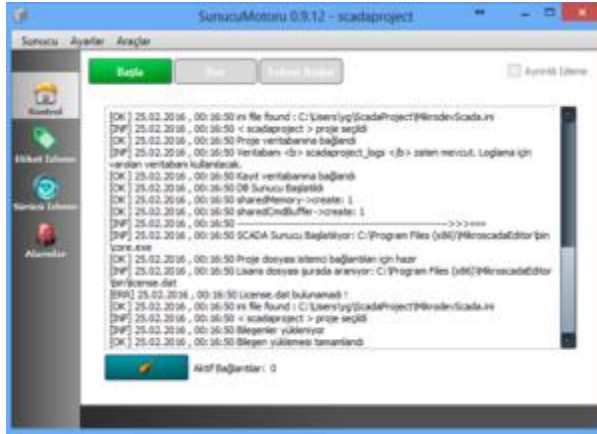 SunucuMotoru 0.9.12 - scadaproject
Sunucu Ayarlar Araçlar
Başla Dur Tekrar Başlat
Ayrıntılı İzleme
Kontrol
Etiket İzleme
Sürücü İzleme
Alarmlar
[OK ] 25.02.2016 , 00:16:50 ini file found : C:\Users\yg\ScadaProject\MikrodevScada.ini
[INF] 25.02.2016 , 00:16:50 < scadaproject > proje seçildi
[OK ] 25.02.2016 , 00:16:50 Proje veritabanına bağlandı
[INF] 25.02.2016 , 00:16:50 Veritabanı <b> scadaproject_logs </b> zaten mevcut. Loglama için
varolan veritabanı kullanılacak.
[OK ] 25.02.2016 , 00:16:50 Kayıt veritabanına bağlandı
[OK ] 25.02.2016 , 00:16:50 DB Sunucu Başlatıldı
[OK ] 25.02.2016 , 00:16:50 sharedMemory->create: 1
[OK ] 25.02.2016 , 00:16:50 sharedCmdBuffer->create: 1
[INF] 25.02.2016 , 00:16:50 -------------------------------------------->>>===
[INF] 25.02.2016 , 00:16:50 SCADA Sunucu Başlatılıyor: C:\Program Files (x86)\MikroscadaEditor\bin
\core.exe
[OK ] 25.02.2016 , 00:16:50 Proje dosyası istemci bağlantıları için hazır
[INF] 25.02.2016 , 00:16:50 Lisans dosyası şurada aranıyor: C:\Program Files (x86)\MikroscadaEditor
\bin\license.dat
[ERR] 25.02.2016 , 00:16:50 License.dat bulunamadı !
[OK ] 25.02.2016 , 00:16:50 ini file found : C:\Users\yg\ScadaProject\MikrodevScada.ini
[INF] 25.02.2016 , 00:16:50 < scadaproject > proje seçildi
[INF] 25.02.2016 , 00:16:50 Bileşenler yükleniyor
[OK ] 25.02.2016 , 00:16:50 Bileşen yüklemesi tamamlandı
Aktif Bağlantılar: 0